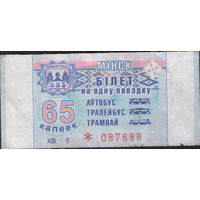 МІНСК
БІЛЕТ
на адну паездку
65
капеек
АЎТОБУС
ТРАЛЕЙБУС
ТРАМВАЙ
ХВ 5
* 087688